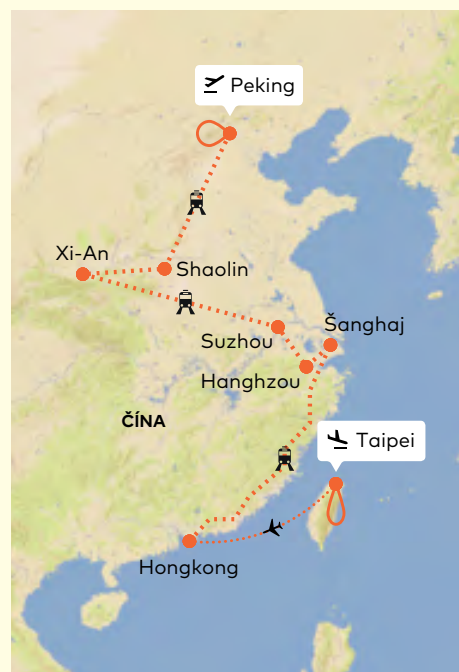 Peking
Xi-An
Shaolin
Šanghaj
Suzhou
Hanghzou
ČÍNA
Taipei
Hongkong